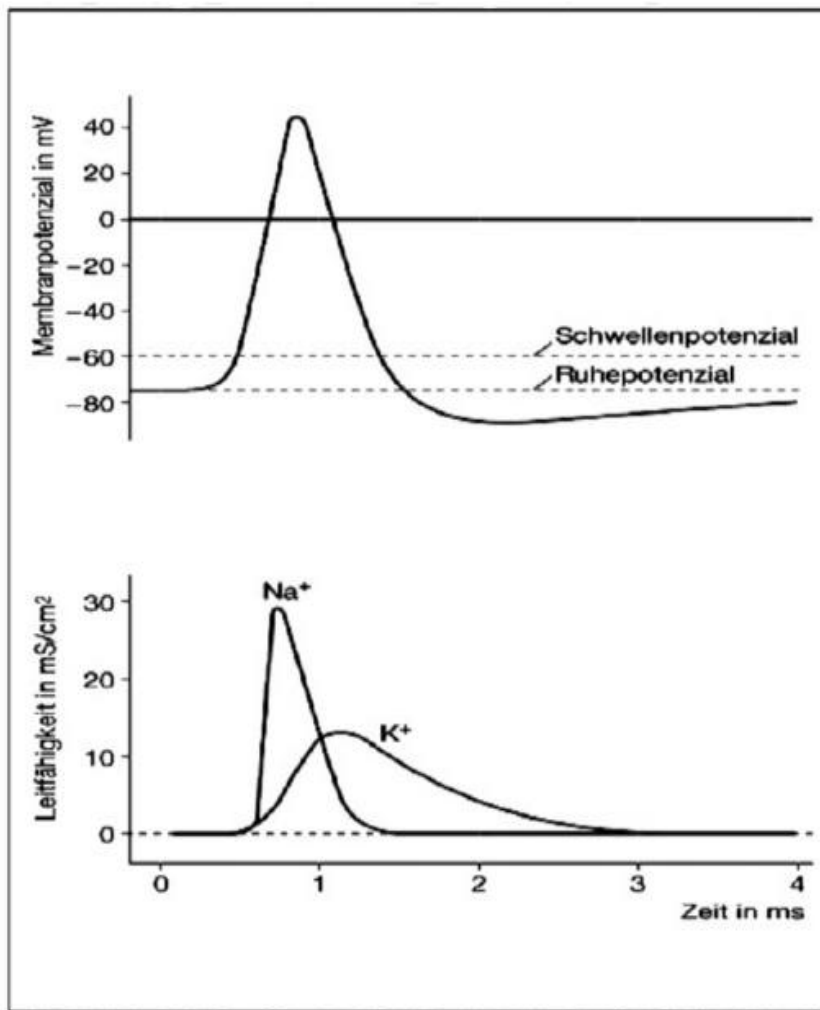 Membranpotenzial in mV
40
20
0
−20
−40
−60
−80
Schwellenpotenzial
Ruhepotenzial
Leitfähigkeit in mS/cm²
30
20
10
0
Na⁺
K⁺
0 1 2 3 4
Zeit in ms